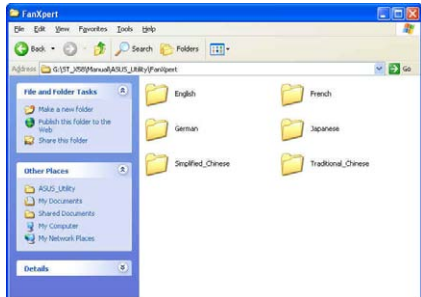 FanXpert
File Edit View Favorites Tools Help
Back Search Folders
Address G:\ST_X58\Manual\ASUS_Utility\FanXpert Go
File and Folder Tasks
Make a new folder
Publish this folder to the
Web
Share this folder
Other Places
ASUS_Utility
My Documents
Shared Documents
My Computer
My Network Places
Details
English French
German Japanese
Simplified_Chinese Traditional_Chinese